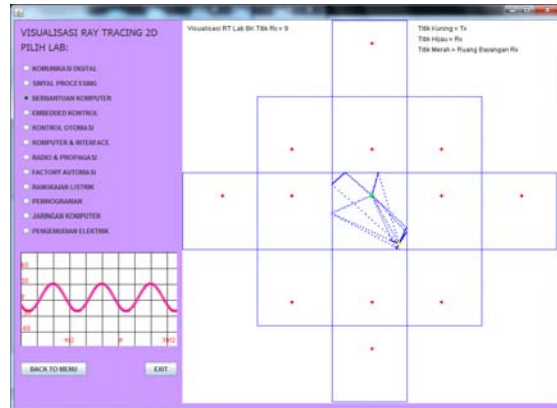 VISUALISASI RAY TRACING 2D
PILIH LAB:
KOMUNIKASI DIGITAL
SINYAL PROCESSING
BERBANTUAN KOMPUTER
EMBEDDED KONTROL
KONTROL OTOMASI
KOMPUTER & INTERFACE
RADIO & PROPAGASI
FACTORY AUTOMASI
RANGKAIAN LISTRIK
PEMROGRAMAN
JARINGAN KOMPUTER
PENGEMUDIAN ELEKTRIK
BACK TO MENU
EXIT
Visualisasi RT Lab BK Titik Rx = 9
Titik Kuning = Tx
Titik Hijau = Rx
Titik Merah = Ruang Bayangan Rx